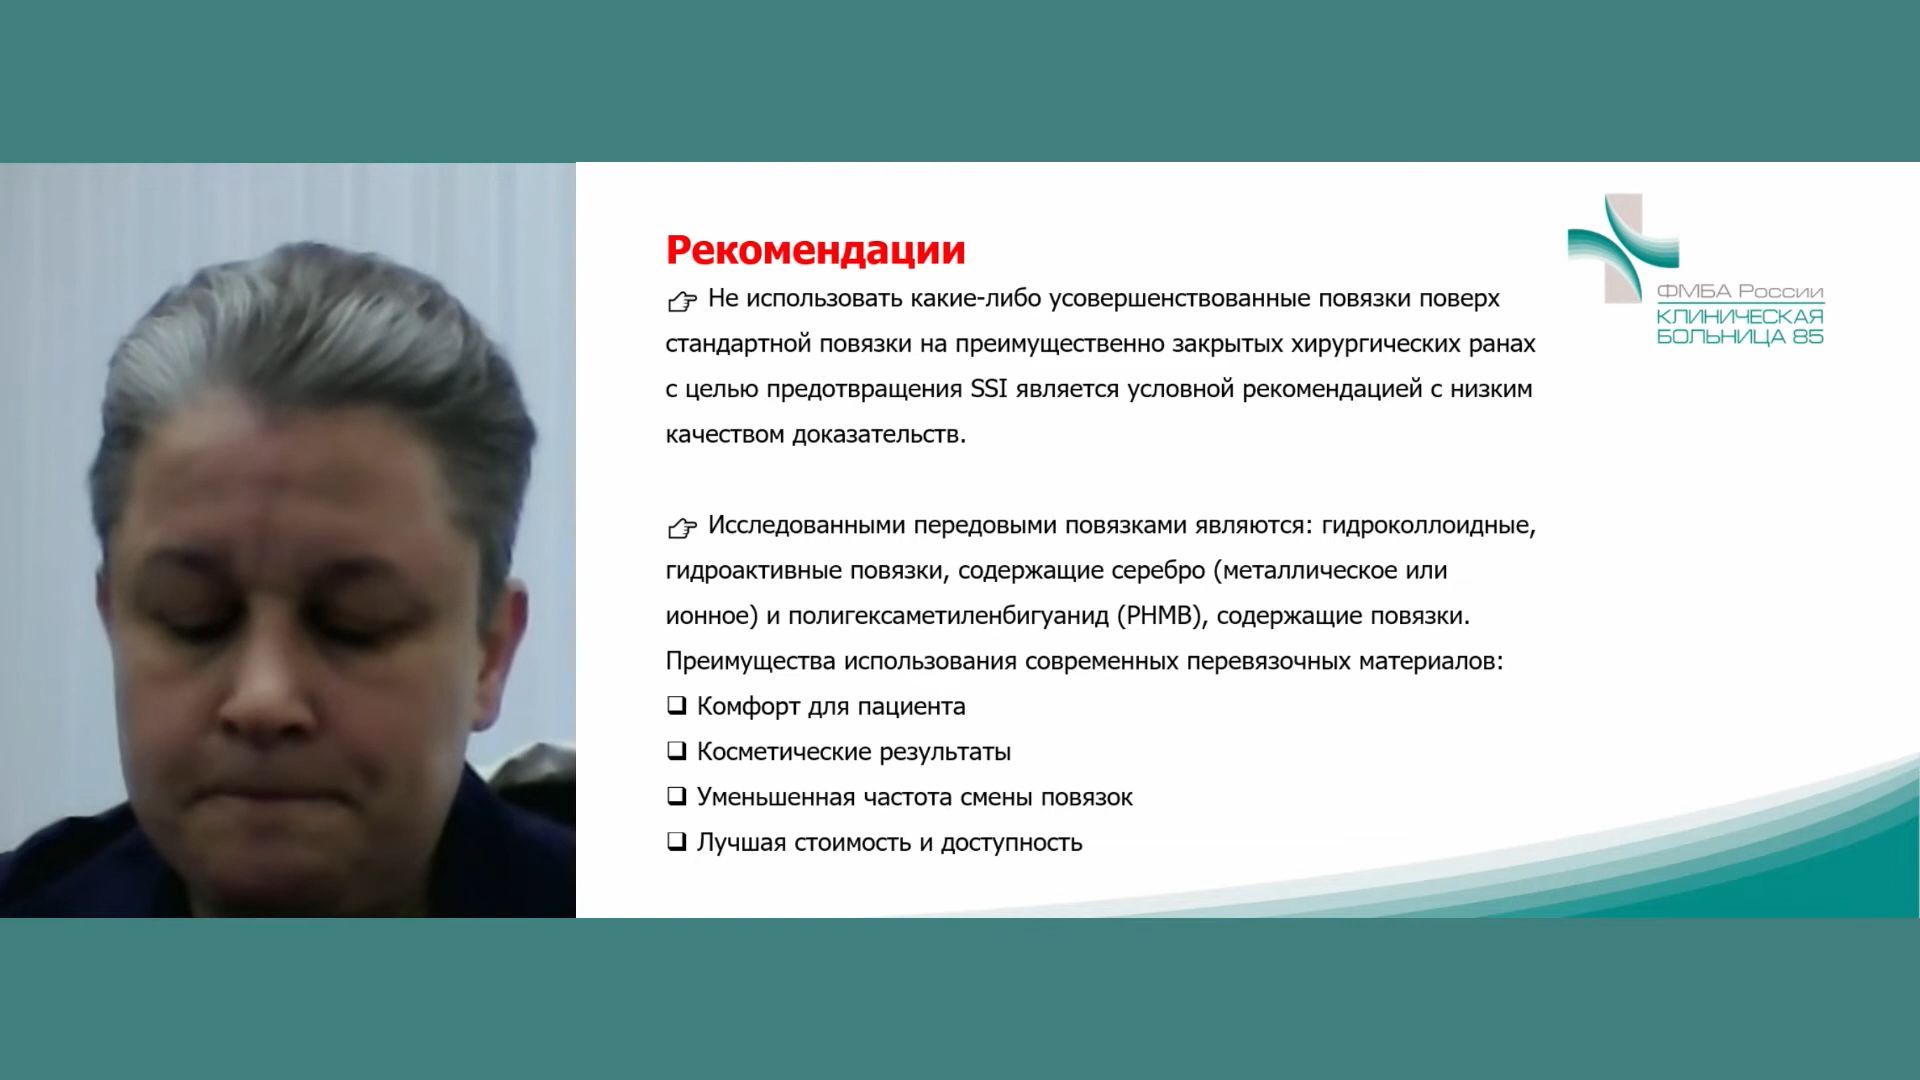 Рекомендации
Не использовать какие-либо усовершенствованные повязки поверх
стандартной повязки на преимущественно закрытых хирургических ранах
с целью предотвращения SSI является условной рекомендацией с низким
качеством доказательств.
Исследованными передовыми повязками являются: гидроколлоидные,
гидроактивные повязки, содержащие серебро (металлическое или
ионное) и полигексаметиленбигуанид (PHMB), содержащие повязки.
Преимущества использования современных перевязочных материалов:
Комфорт для пациента
Косметические результаты
Уменьшенная частота смены повязок
Лучшая стоимость и доступность
ФМБА России
КЛИНИЧЕСКАЯ
БОЛЬНИЦА 85